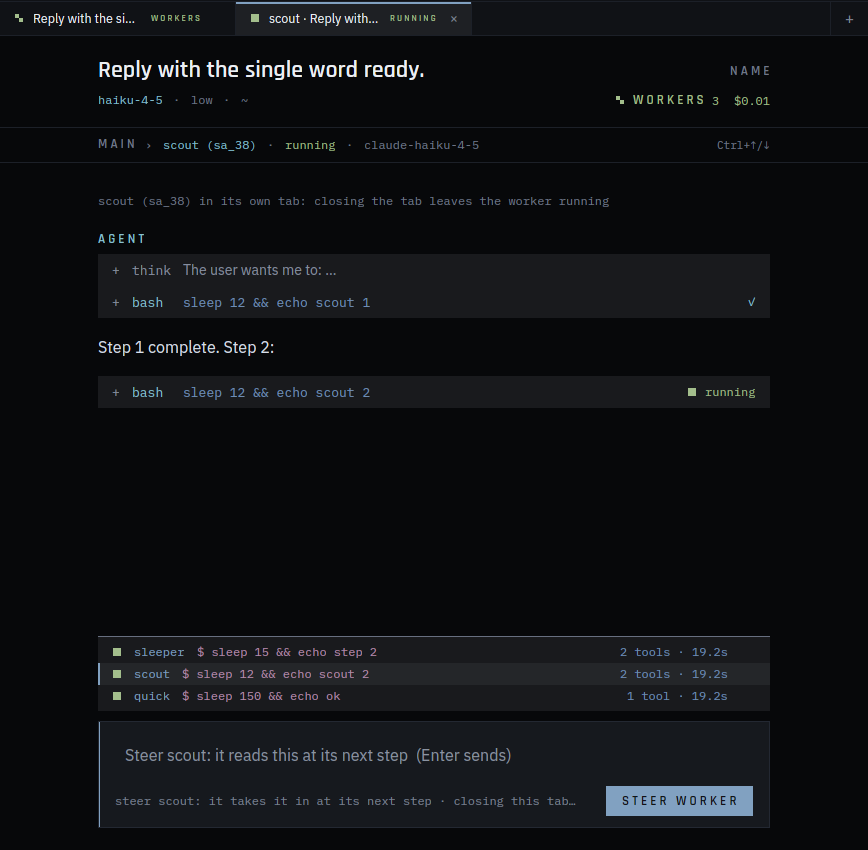 Reply with the si... WORKERS scout · Reply with... RUNNING × +
Reply with the single word ready. NAME
haiku-4-5 · low · ~ WORKERS 3 $0.01
MAIN › scout (sa_38) · running · claude-haiku-4-5 Ctrl+↑/↓
scout (sa_38) in its own tab: closing the tab leaves the worker running
AGENT
+ think The user wants me to: ...
+ bash sleep 12 && echo scout 1 √
Step 1 complete. Step 2:
+ bash sleep 12 && echo scout 2 running
sleeper $ sleep 15 && echo step 2 2 tools · 19.2s
scout $ sleep 12 && echo scout 2 2 tools · 19.2s
quick $ sleep 150 && echo ok 1 tool · 19.2s
Steer scout: it reads this at its next step (Enter sends)
steer scout: it takes it in at its next step · closing this tab… STEER WORKER